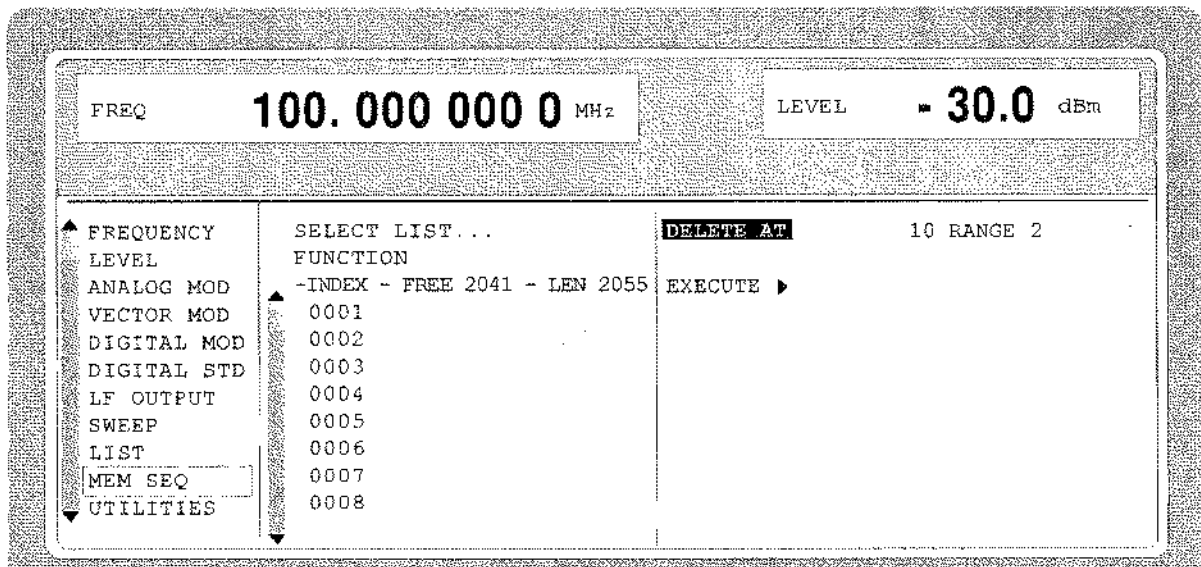 FREQ 100. 000 000 0 MHz
LEVEL - 30.0 dBm
FREQUENCY
LEVEL
ANALOG MOD
VECTOR MOD
DIGITAL MOD
DIGITAL STD
LF OUTPUT
SWEEP
LIST
MEM SEQ
UTILITIES
SELECT LIST...
FUNCTION
-INDEX - FREE 2041 - LEN 2055
0001
0002
0003
0004
0005
0006
0007
0008
DELETE AT 10 RANGE 2
EXECUTE